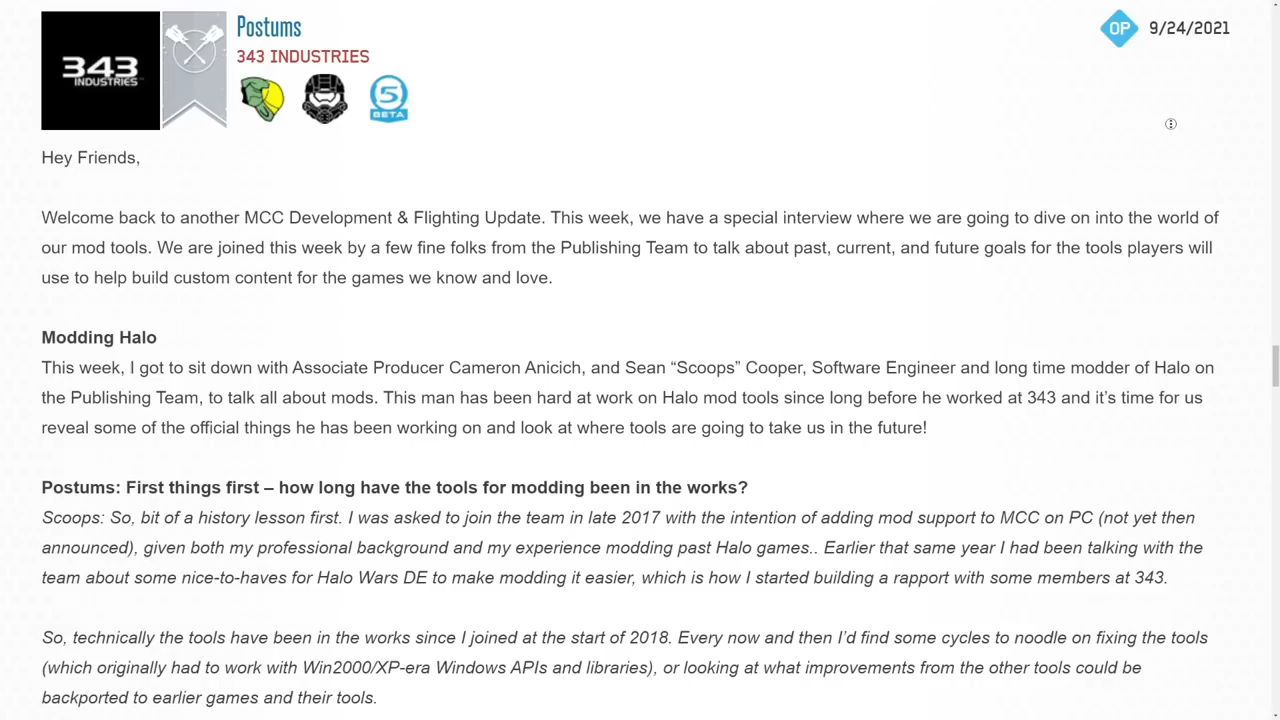 343
INDUSTRIES
Postums
343 INDUSTRIES
5
BETA
OP 9/24/2021
Hey Friends,
Welcome back to another MCC Development & Flighting Update. This week, we have a special interview where we are going to dive on into the world of
our mod tools. We are joined this week by a few fine folks from the Publishing Team to talk about past, current, and future goals for the tools players will
use to help build custom content for the games we know and love.
Modding Halo
This week, I got to sit down with Associate Producer Cameron Anicich, and Sean “Scoops” Cooper, Software Engineer and long time modder of Halo on
the Publishing Team, to talk all about mods. This man has been hard at work on Halo mod tools since long before he worked at 343 and it’s time for us
reveal some of the official things he has been working on and look at where tools are going to take us in the future!
Postums: First things first – how long have the tools for modding been in the works?
Scoops: So, bit of a history lesson first. I was asked to join the team in late 2017 with the intention of adding mod support to MCC on PC (not yet then
announced), given both my professional background and my experience modding past Halo games.. Earlier that same year I had been talking with the
team about some nice-to-haves for Halo Wars DE to make modding it easier, which is how I started building a rapport with some members at 343.
So, technically the tools have been in the works since I joined at the start of 2018. Every now and then I’d find some cycles to noodle on fixing the tools
(which originally had to work with Win2000/XP-era Windows APIs and libraries), or looking at what improvements from the other tools could be
backported to earlier games and their tools.